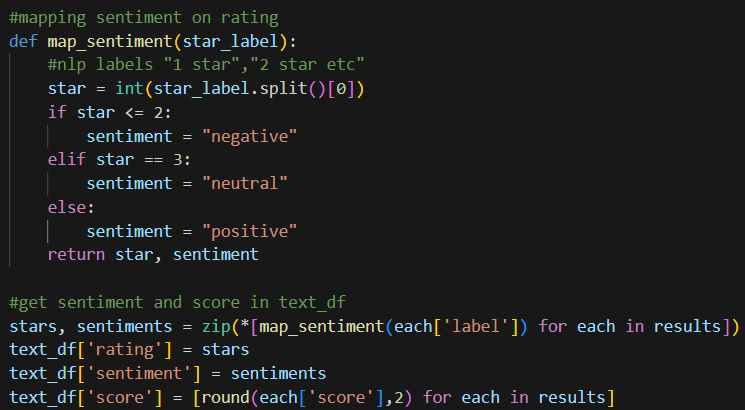 #mapping sentiment on rating
def map_sentiment(star_label):
    #nlp labels "1 star","2 star etc"
    star = int(star_label.split()[0])
    if star <= 2:
        sentiment = "negative"
    elif star == 3:
        sentiment = "neutral"
    else:
        sentiment = "positive"
    return star, sentiment

#get sentiment and score in text_df
stars, sentiments = zip(*[map_sentiment(each['label']) for each in results])
text_df['rating'] = stars
text_df['sentiment'] = sentiments
text_df['score'] = [round(each['score'],2) for each in results]